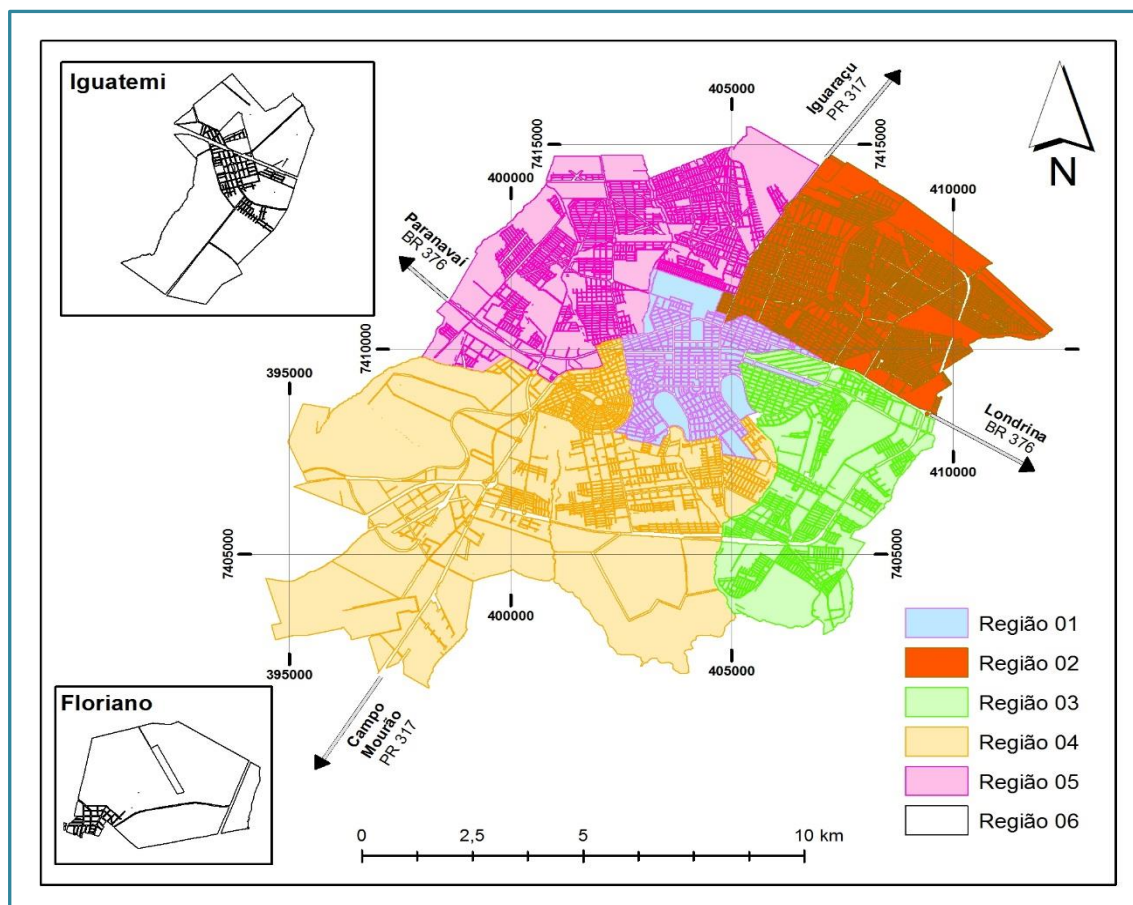 Iguatemi
Iguaraçu
PR 317
405000
7415000
7415000
N
400000
410000
Paranavaí
BR 376
7410000
395000
Londrina
BR 376
410000
7405000
7405000
400000
405000
395000
Campo
Mourão
PR 317
Floriano
Região 01
Região 02
Região 03
Região 04
Região 05
Região 06
0
2,5
5
10 km